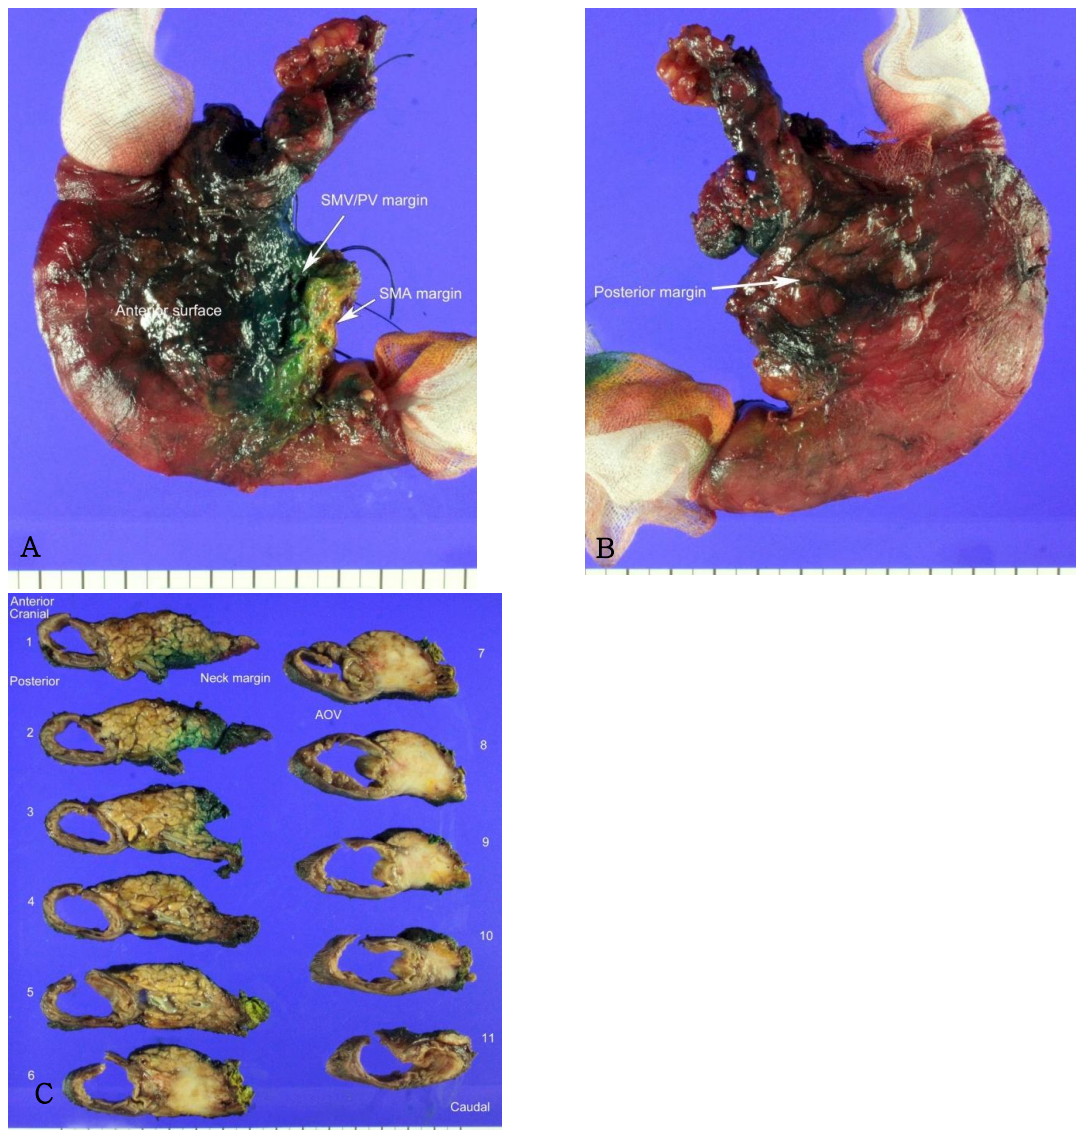 SMV/PV margin
SMA margin
Anterior surface
A
Posterior margin
B
Anterior
Cranial
1
Posterior
Neck margin
2
3
4
5
6
C
7
AOV
8
9
10
11
Caudal